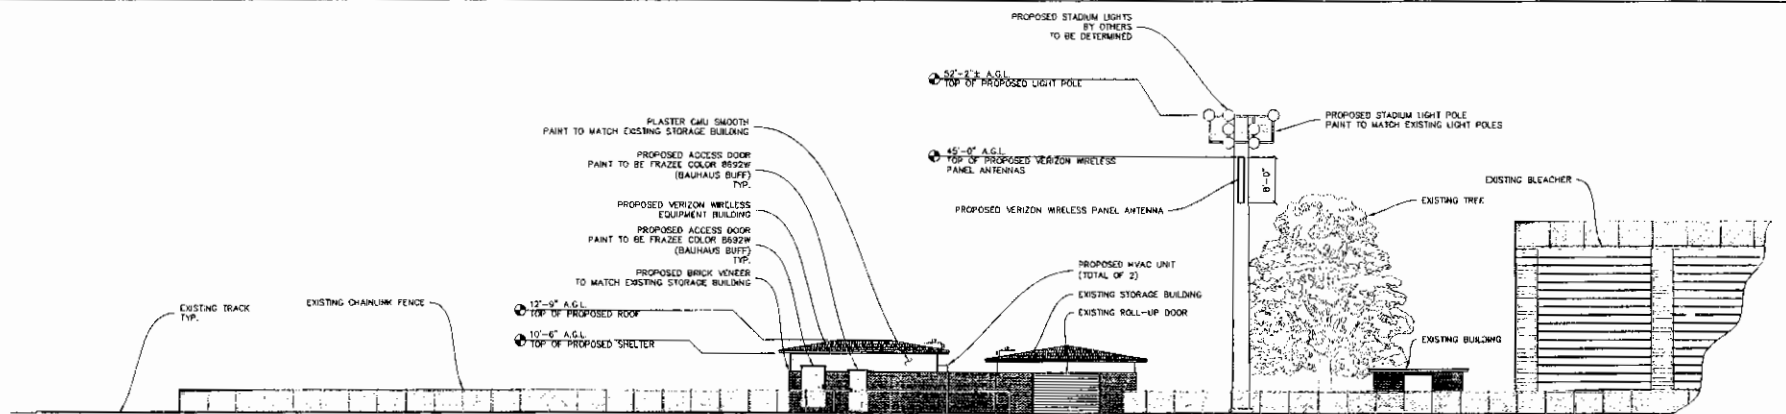 PROPOSED STADIUM LIGHTS
BY OTHERS
TO BE DETERMINED
52'-2"± A.G.L.
TOP OF PROPOSED LIGHT POLE
PROPOSED STADIUM LIGHT POLE
PAINT TO MATCH EXISTING LIGHT POLES
PLASTER CMU SMOOTH
PAINT TO MATCH EXISTING STORAGE BUILDING
PROPOSED ACCESS DOOR
PAINT TO BE FRAZEE COLOR 8692W
(BAUHAUS BUFF)
TYP.
45'-0" A.G.L.
TOP OF PROPOSED VERIZON WIRELESS
PANEL ANTENNAS
8'-0"
PROPOSED VERIZON WIRELESS PANEL ANTENNA
EXISTING BLEACHER
EXISTING TREE
PROPOSED VERIZON WIRELESS
EQUIPMENT BUILDING
PROPOSED ACCESS DOOR
PAINT TO BE FRAZEE COLOR 8692W
(BAUHAUS BUFF)
TYP.
PROPOSED BRICK VENEER
TO MATCH EXISTING STORAGE BUILDING
PROPOSED HVAC UNIT
(TOTAL OF 2)
EXISTING STORAGE BUILDING
EXISTING ROLL-UP DOOR
EXISTING TRACK
TYP.
EXISTING CHAINLINK FENCE
12'-9" A.G.L.
TOP OF PROPOSED ROOF
10'-6" A.G.L.
TOP OF PROPOSED SHELTER
EXISTING BUILDING